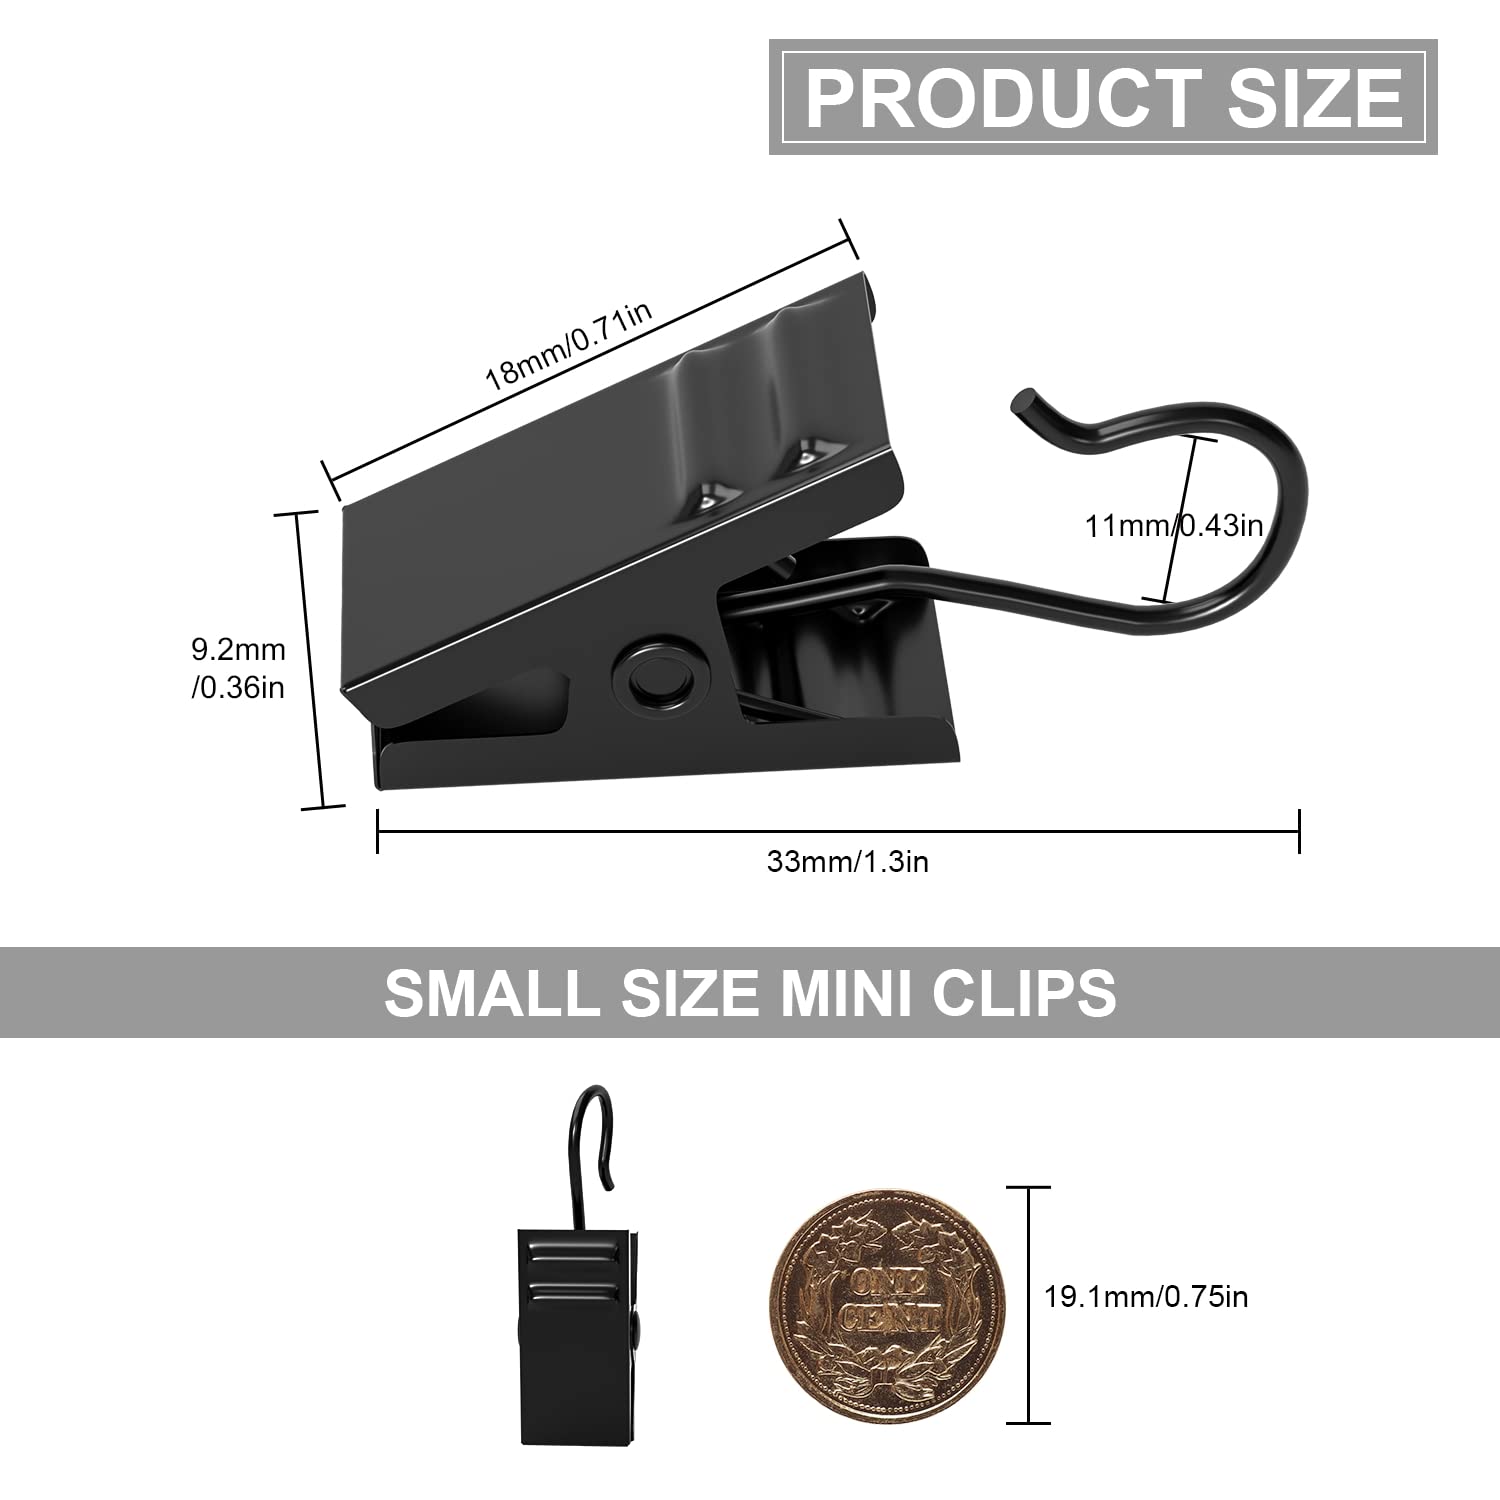 PRODUCT SIZE
18mm/0.71in
11mm/0.43in
9.2mm
/0.36in
33mm/1.3in
SMALL SIZE MINI CLIPS
ONE
CENT
19.1mm/0.75in